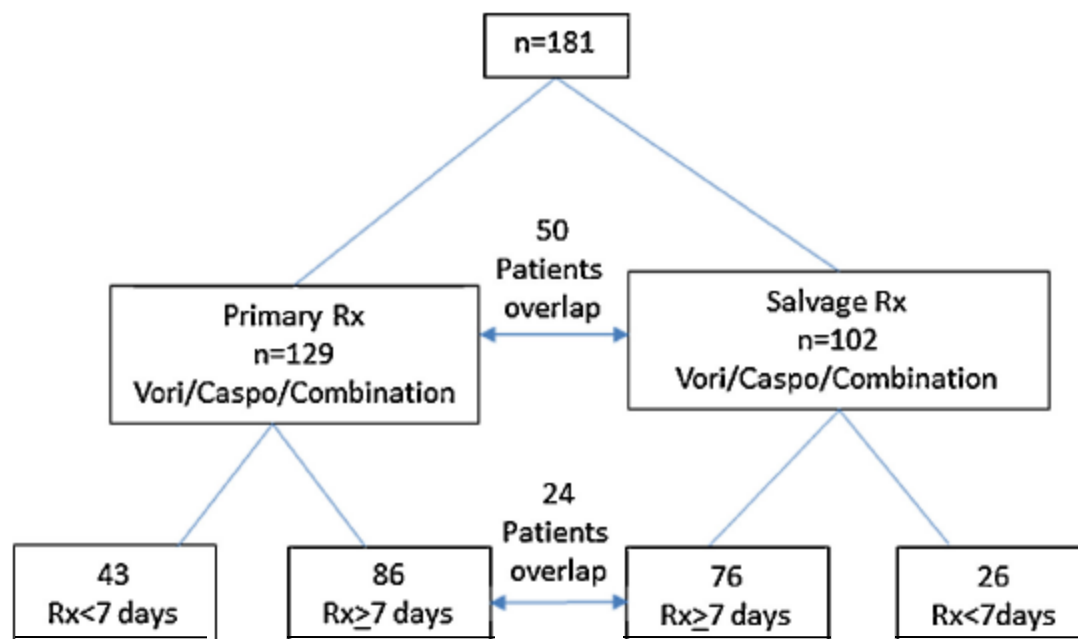 n=181
50
Patients
overlap
Primary Rx
n=129
Vori/Caspo/Combination
Salvage Rx
n=102
Vori/Caspo/Combination
24
Patients
overlap
43
Rx<7 days
86
Rx≥7 days
76
Rx≥7 days
26
Rx<7days